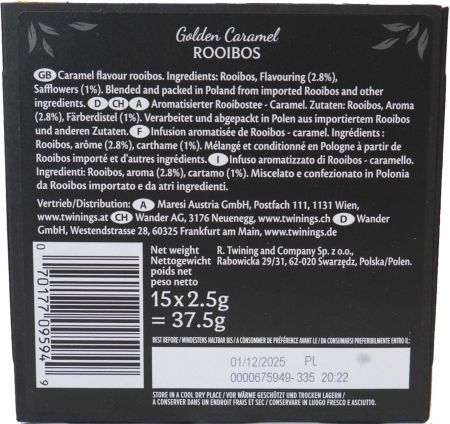 Golden Caramel
ROOIBOS
GB Caramel flavour rooibos. Ingredients: Rooibos, Flavouring (2.8%),
Safflowers (1%). Blended and packed in Poland from imported Rooibos and other
ingredients. D CH A Aromatisierter Rooibostee - Caramel. Zutaten: Rooibos, Aroma
(2.8%), Färberdistel (1%). Verarbeitet und abgepackt in Polen aus importiertem Rooibos
und anderen Zutaten. F Infusion aromatisée de Rooibos - caramel. Ingrédients :
Rooibos, arôme (2.8%), carthame (1%). Mélangé et conditionné en Pologne à partir de
Rooibos importé et d'autres ingrédients. I Infuso aromatizzato di Rooibos - caramello.
Ingredienti: Rooibos, aroma (2.8%), cartamo (1%). Miscelato e confezionato in Polonia
da Rooibos importato e da atri ingredienti.
Vertrieb/Distribution: A Maresi Austria GmbH, Postfach 111, 1131 Wien,
www.twinings.at CH Wander AG, 3176 Neuenegg, www.twinings.ch D Wander
GmbH, Westendstrasse 28, 60325 Frankfurt am Main, www.twinings.de
Net weight
Nettogewicht
poids net
peso netto
R. Twining and Company Sp. z o.o.,
Rabowicka 29/31, 62-020 Swarzędz, Polska/Polen.
15 x 2.5g
= 37.5g
0 70177 09594 9
BEST BEFORE / MINDESTENS HALTBAR BIS / A CONSOMMER DE PRÉFÉRENCE AVANT LE / DA CONSUMARSI PREFERIBILMENTE ENTRO IL:
01/12/2025 PL
0000675949-335 20:22
STORE IN A COOL DRY PLACE / VOR WÄRME GESCHÜTZT UND TROCKEN LAGERN /
A CONSERVER DANS UN ENDROIT FRAIS ET SEC / CONSERVARE IN LUOGO FRESCO E ASCIUTTO.